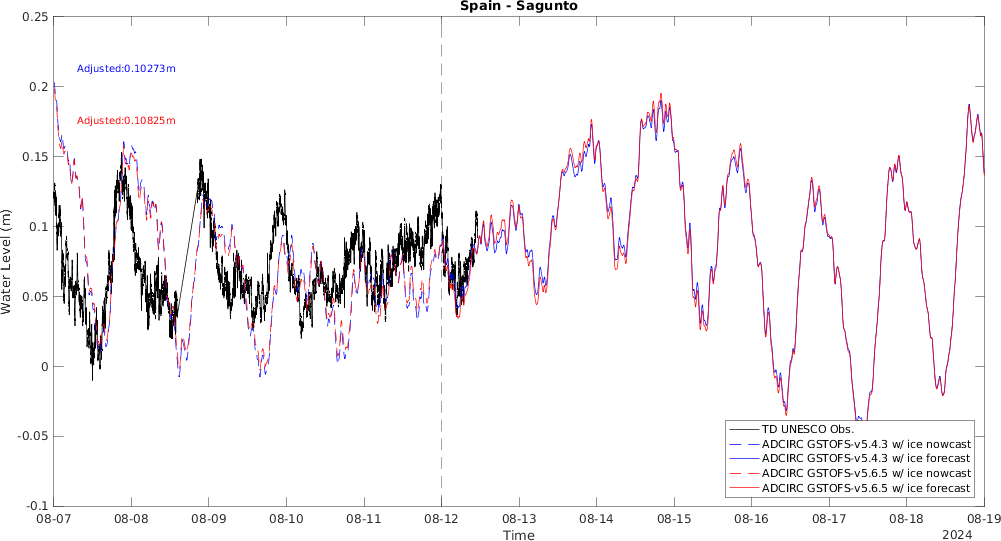 Spain - Sagunto
0.25
0.2
0.15
0.1
0.05
0
-0.05
-0.1
Water Level (m)
Adjusted:0.10273m
Adjusted:0.10825m
TD UNESCO Obs.
ADCIRC GSTOFS-v5.4.3 w/ ice nowcast
ADCIRC GSTOFS-v5.4.3 w/ ice forecast
ADCIRC GSTOFS-v5.6.5 w/ ice nowcast
ADCIRC GSTOFS-v5.6.5 w/ ice forecast
08-07 08-08 08-09 08-10 08-11 08-12 08-13 08-14 08-15 08-16 08-17 08-18 08-19
Time
2024